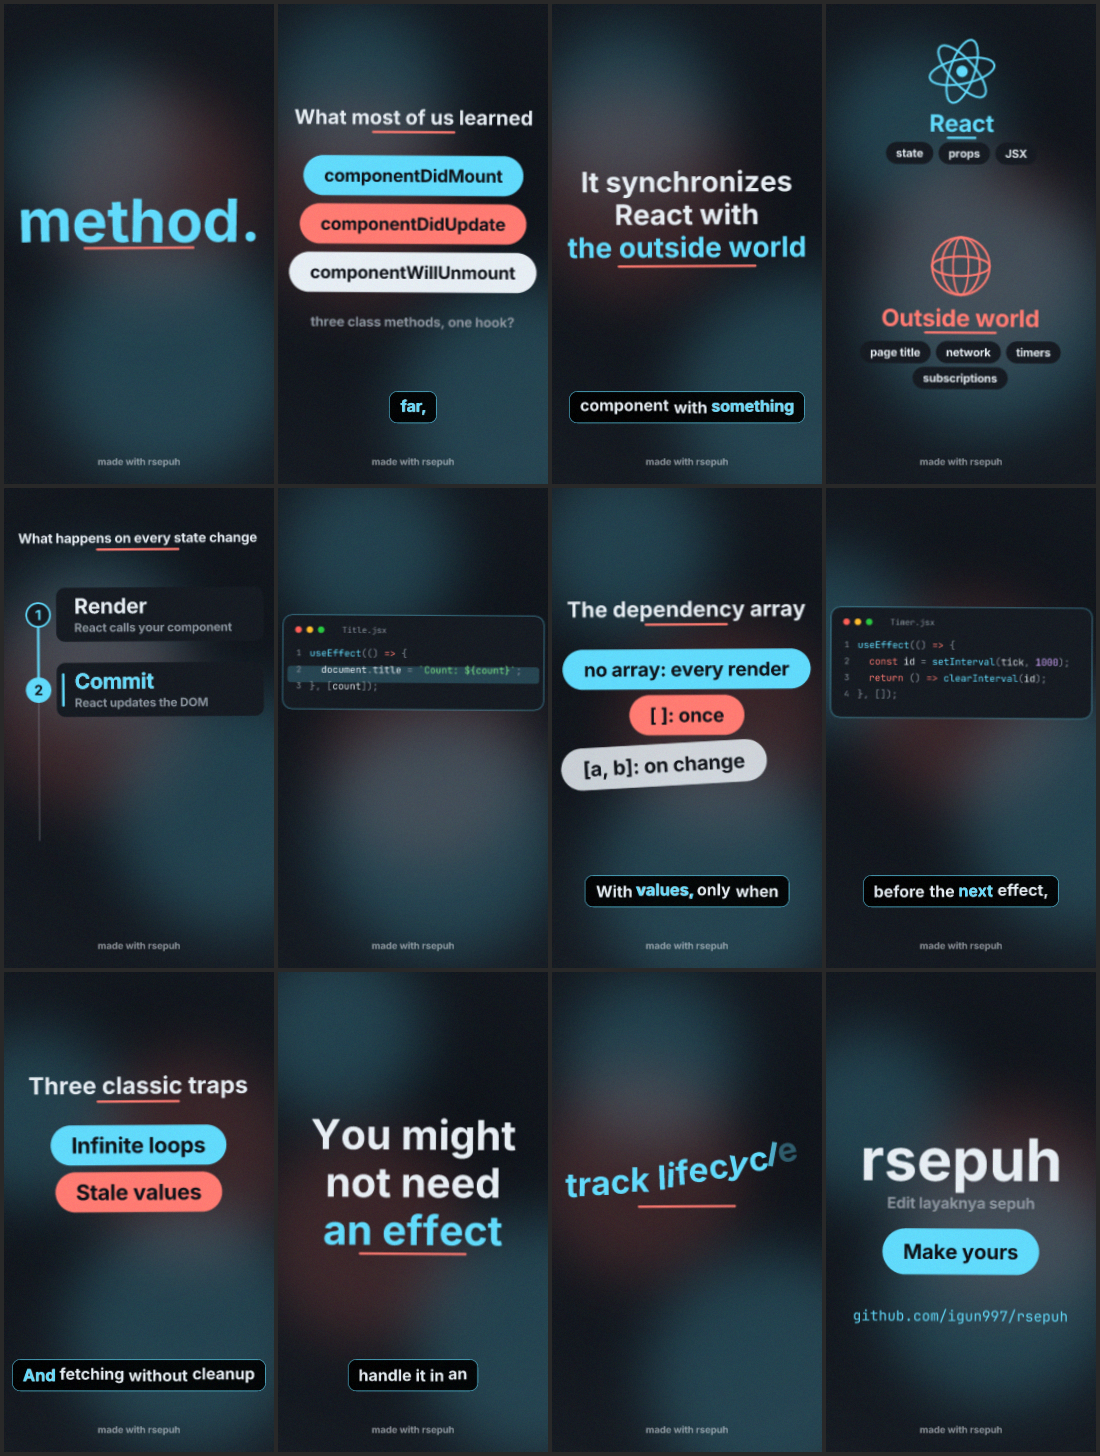 method.
made with rsepuh
What most of us learned
componentDidMount
componentDidUpdate
componentWillUnmount
three class methods, one hook?
far,
made with rsepuh
It synchronizes
React with
the outside world
component with something
made with rsepuh
React
state props JSX
Outside world
page title network timers
subscriptions
made with rsepuh
What happens on every state change
1 Render
React calls your component
2 Commit
React updates the DOM
made with rsepuh
Title.jsx
1 useEffect(() => {
2 document.title = `Count: ${count}`;
3 }, [count]);
made with rsepuh
The dependency array
no array: every render
[ ]: once
[a, b]: on change
With values, only when
made with rsepuh
Timer.jsx
1 useEffect(() => {
2 const id = setInterval(tick, 1000);
3 return () => clearInterval(id);
4 }, []);
before the next effect,
made with rsepuh
Three classic traps
Infinite loops
Stale values
And fetching without cleanup
made with rsepuh
You might
not need
an effect
handle it in an
made with rsepuh
track lifecycle
made with rsepuh
rsepuh
Edit layaknya sepuh
Make yours
github.com/igun997/rsepuh
made with rsepuh